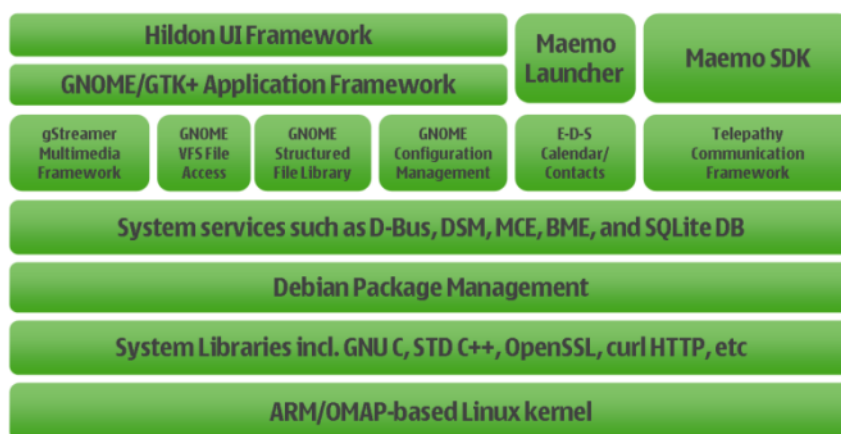 Hildon UI Framework
Maemo
Launcher
Maemo SDK
GNOME/GTK+ Application Framework
gStreamer
Multimedia
Framework
GNOME
VFS File
Access
GNOME
Structured
File Library
GNOME
Configuration
Management
E-D-S
Calendar/
Contacts
Telepathy
Communication
Framework
System services such as D-Bus, DSM, MCE, BME, and SQLite DB
Debian Package Management
System Libraries incl. GNU C, STD C++, OpenSSL, curl HTTP, etc
ARM/OMAP-based Linux kernel